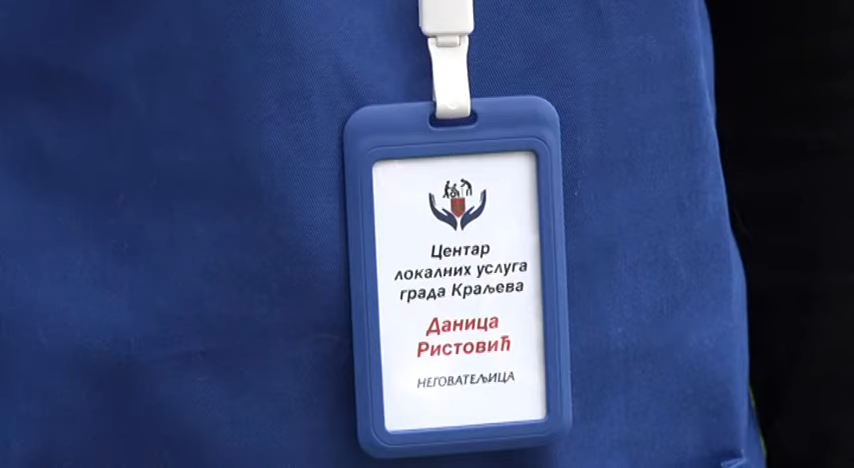 Центар
локалних услуга
града Краљева
Даница
Ристовић
НЕГОВАТЕЉИЦА